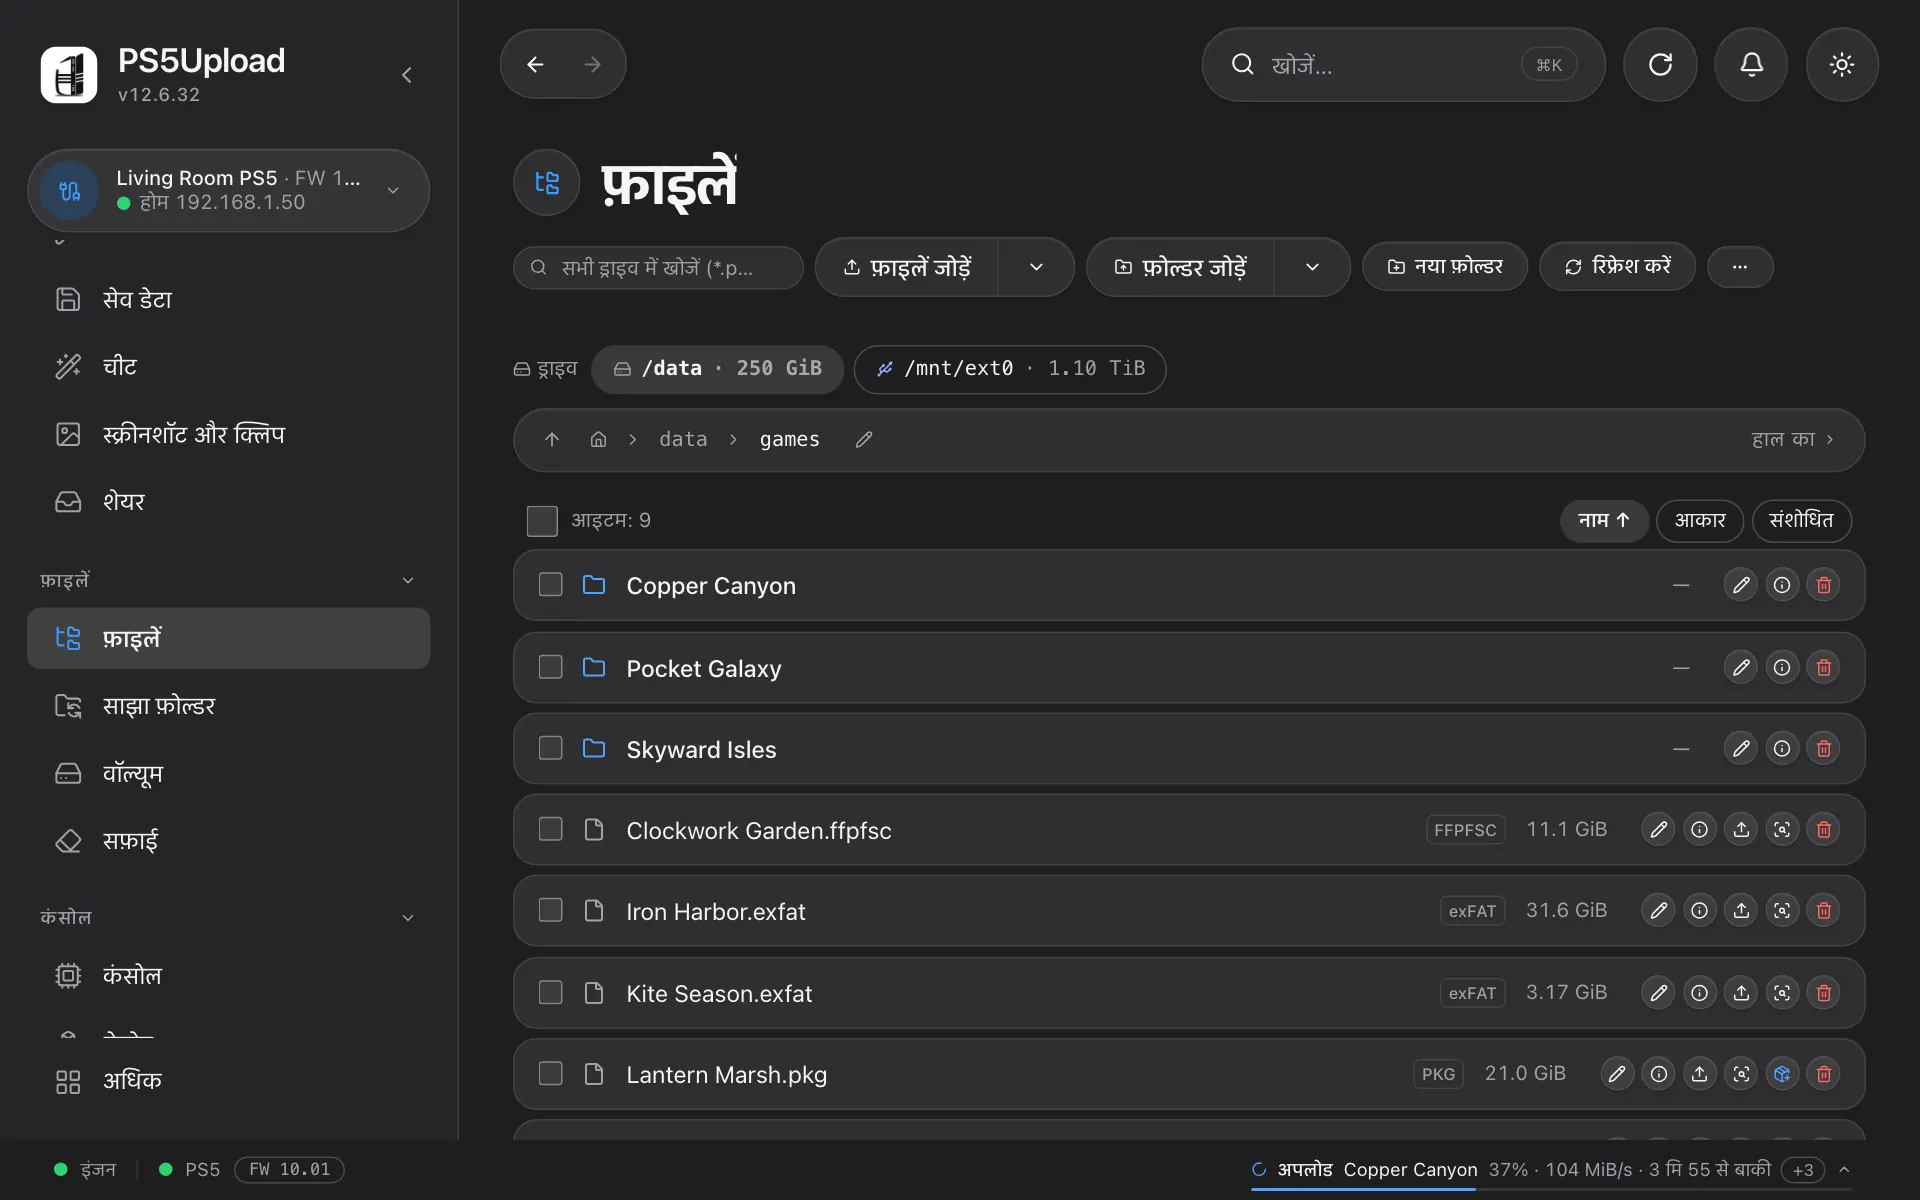 PS5Upload
v12.6.32
Living Room PS5 · FW 1...
होम 192.168.1.50
सेव डेटा
चीट
स्क्रीनशॉट और क्लिप
शेयर
फ़ाइलें
फ़ाइलें
साझा फ़ोल्डर
वॉल्यूम
सफ़ाई
कंसोल
कंसोल
अधिक
खोजें...
⌘K
फ़ाइलें
सभी ड्राइव में खोजें (*.p...
फ़ाइलें जोड़ें
फ़ोल्डर जोड़ें
नया फ़ोल्डर
रिफ्रेश करें
ड्राइव
/data · 250 GiB
/mnt/ext0 · 1.10 TiB
data > games
हाल का
आइटम: 9
नाम ↑
आकार
संशोधित
Copper Canyon —
Pocket Galaxy —
Skyward Isles —
Clockwork Garden.ffpfsc FFPFSC 11.1 GiB
Iron Harbor.exfat exFAT 31.6 GiB
Kite Season.exfat exFAT 3.17 GiB
Lantern Marsh.pkg PKG 21.0 GiB
इंजन
PS5
FW 10.01
अपलोड Copper Canyon 37% · 104 MiB/s · 3 मि 55 से बाकी +3